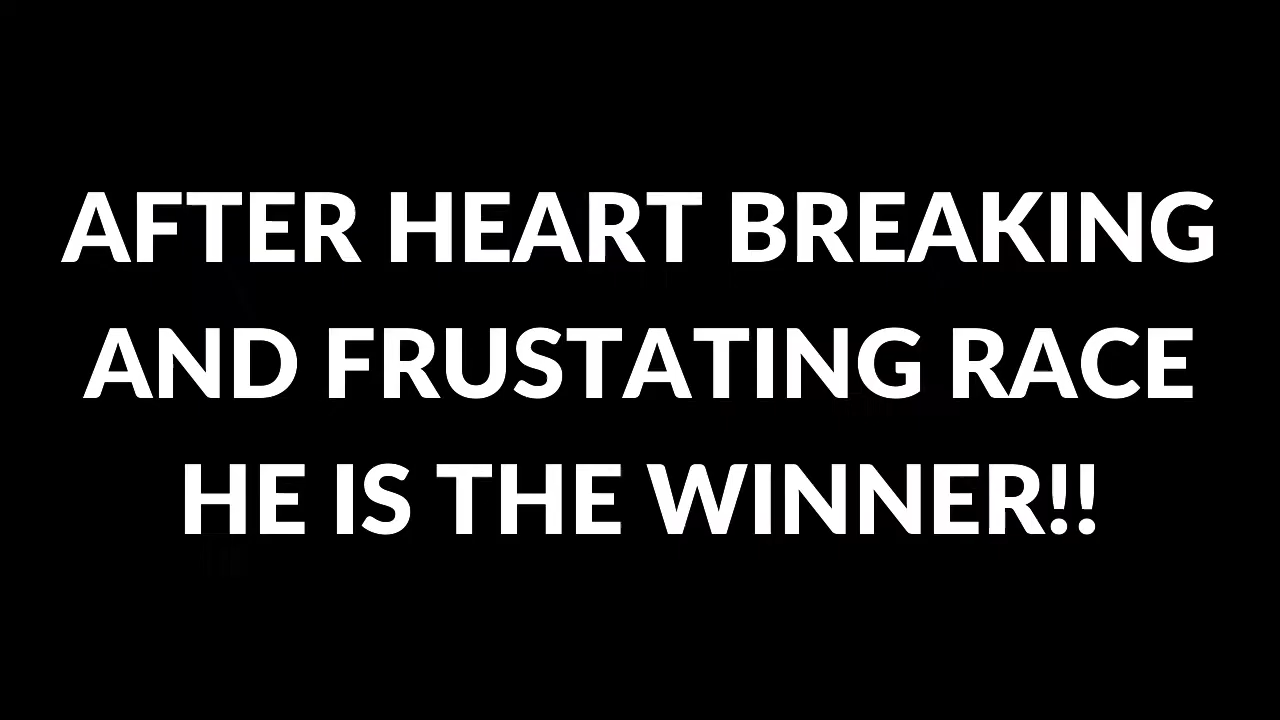 AFTER HEART BREAKING
AND FRUSTATING RACE
HE IS THE WINNER!!